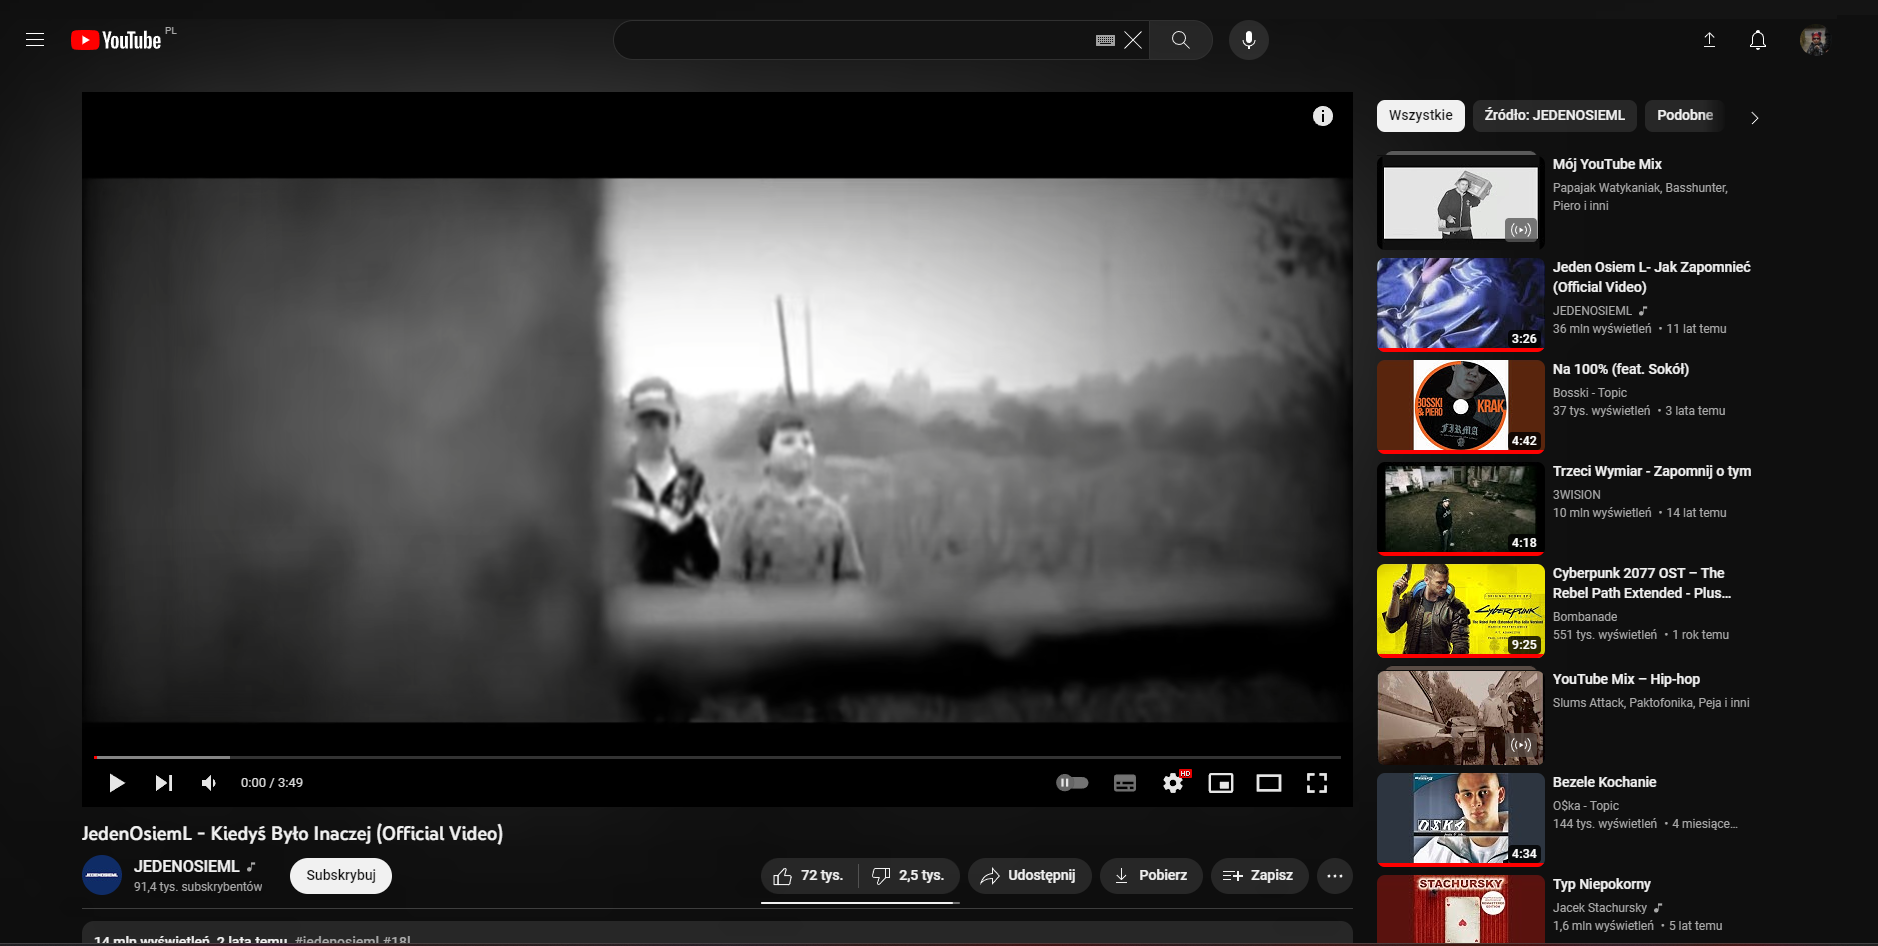 YouTube PL
Wszystkie
Źródło: JEDENOSIEML
Podobne
Mój YouTube Mix
Papajak Watykaniak, Basshunter,
Piero i inni
Jeden Osiem L- Jak Zapomnieć
(Official Video)
JEDENOSIEML
36 mln wyświetleń • 11 lat temu
3:26
Na 100% (feat. Sokół)
Bosski - Topic
37 tys. wyświetleń • 3 lata temu
BOSSKI
& PIERO
KRAK
FIRMA
4:42
Trzeci Wymiar - Zapomnij o tym
3WISION
10 mln wyświetleń • 14 lat temu
4:18
Cyberpunk 2077 OST – The
Rebel Path Extended - Plus...
Bombanade
551 tys. wyświetleń • 1 rok temu
9:25
YouTube Mix – Hip-hop
Slums Attack, Paktofonika, Peja i inni
Bezele Kochanie
O$ka - Topic
144 tys. wyświetleń • 4 miesiące...
4:34
Typ Niepokorny
Jacek Stachursky
1,6 mln wyświetleń • 5 lat temu
STACHURSKY
0:00 / 3:49
HD
JedenOsiemL - Kiedyś Było Inaczej (Official Video)
JEDENOSIEML
91,4 tys. subskrybentów
Subskrybuj
72 tys.
2,5 tys.
Udostępnij
Pobierz
Zapisz
14 mln wyświetleń 2 lata temu #jedenosieml #18l